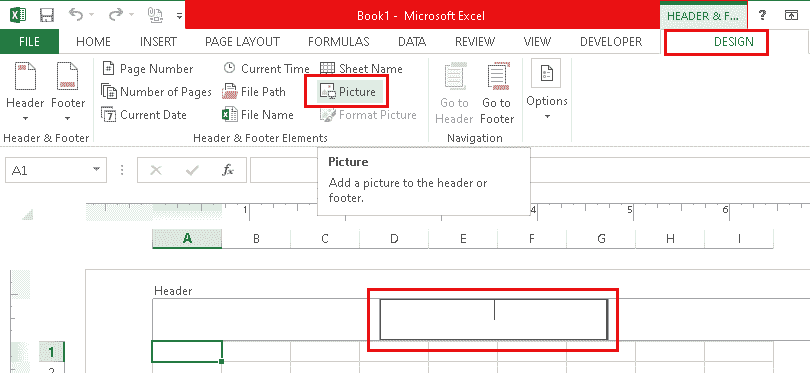 Book1 - Microsoft Excel
HEADER & F...
?
FILE HOME INSERT PAGE LAYOUT FORMULAS DATA REVIEW VIEW DEVELOPER DESIGN
Page Number Current Time Sheet Name
Number of Pages File Path Picture
Current Date File Name Format Picture
Header Footer
Go to Header
Go to Footer
Options
Header & Footer Header & Footer Elements Navigation
A1
fx
Picture
Add a picture to the header or
footer.
1 4 5 6
A B C D E F G H I
Header
1
2